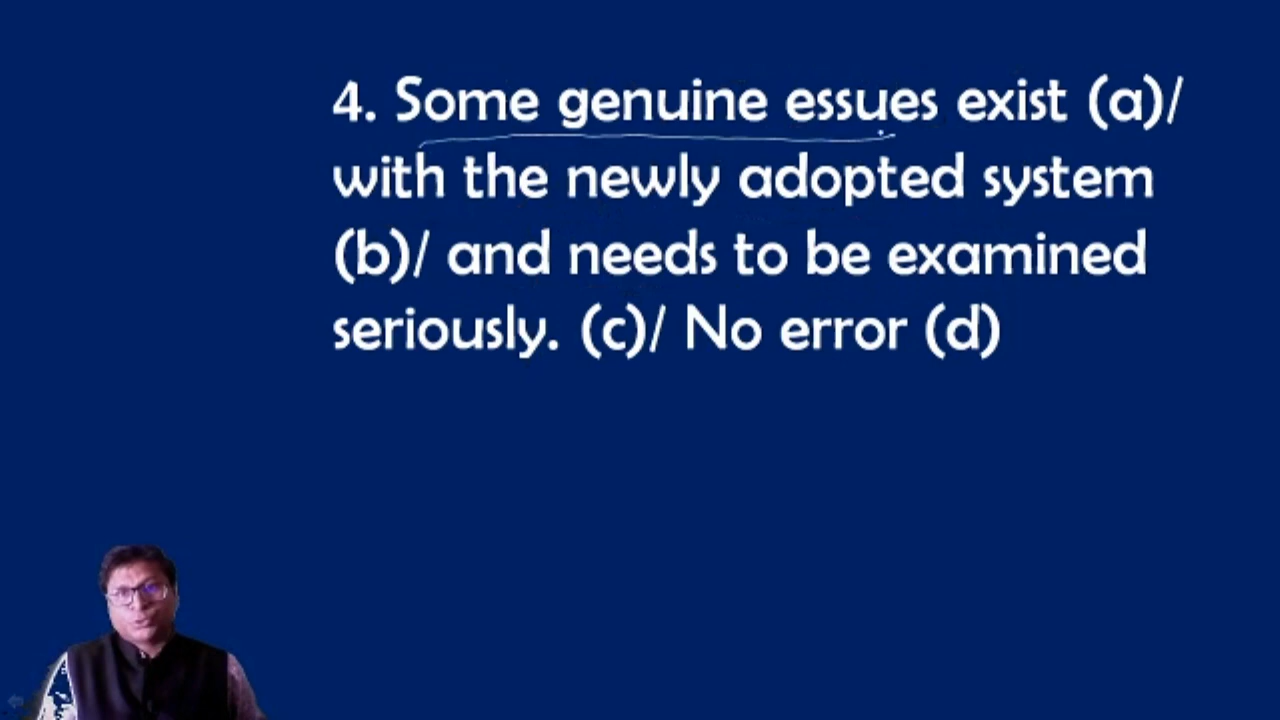 4. Some genuine essues exist (a)/
with the newly adopted system
(b)/ and needs to be examined
seriously. (c)/ No error (d)